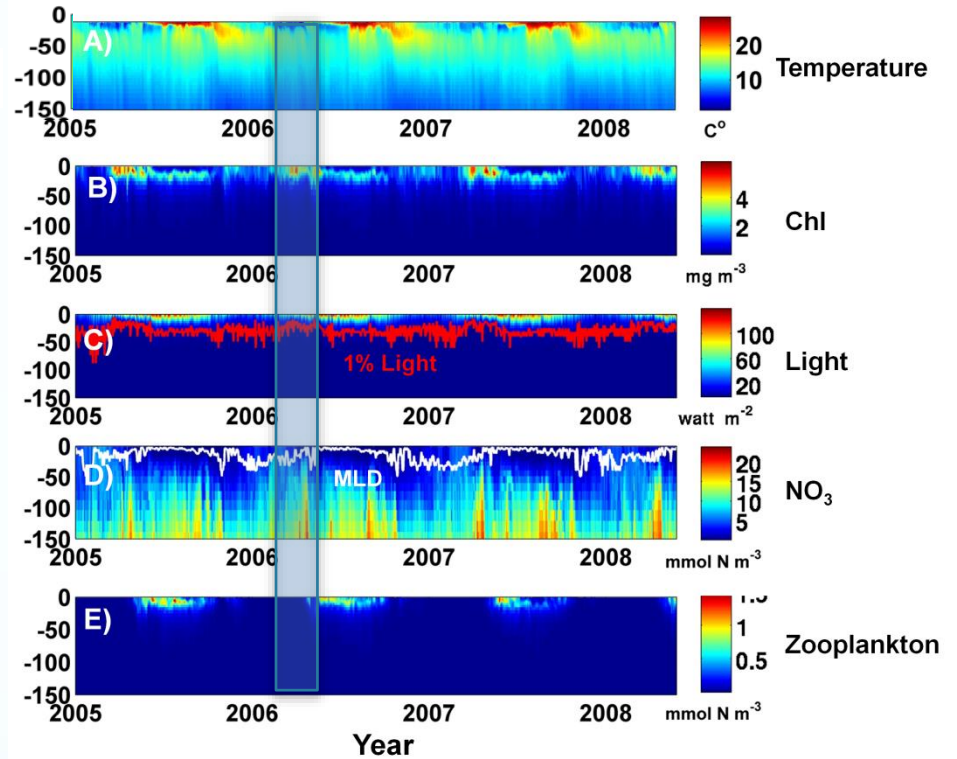 A)
0
-50
-100
-150
2005 2006 2007 2008
20
10
C°
Temperature
B)
0
-50
-100
-150
2005 2006 2007 2008
4
2
mg m⁻³
Chl
C)
0
-50
-100
-150
1% Light
2005 2006 2007 2008
100
60
20
watt m⁻²
Light
D)
0
-50
-100
-150
MLD
2005 2006 2007 2008
20
15
10
5
mmol N m⁻³
NO₃
E)
0
-50
-100
-150
2005 2006 2007 2008
1
0.5
mmol N m⁻³
Zooplankton
Year